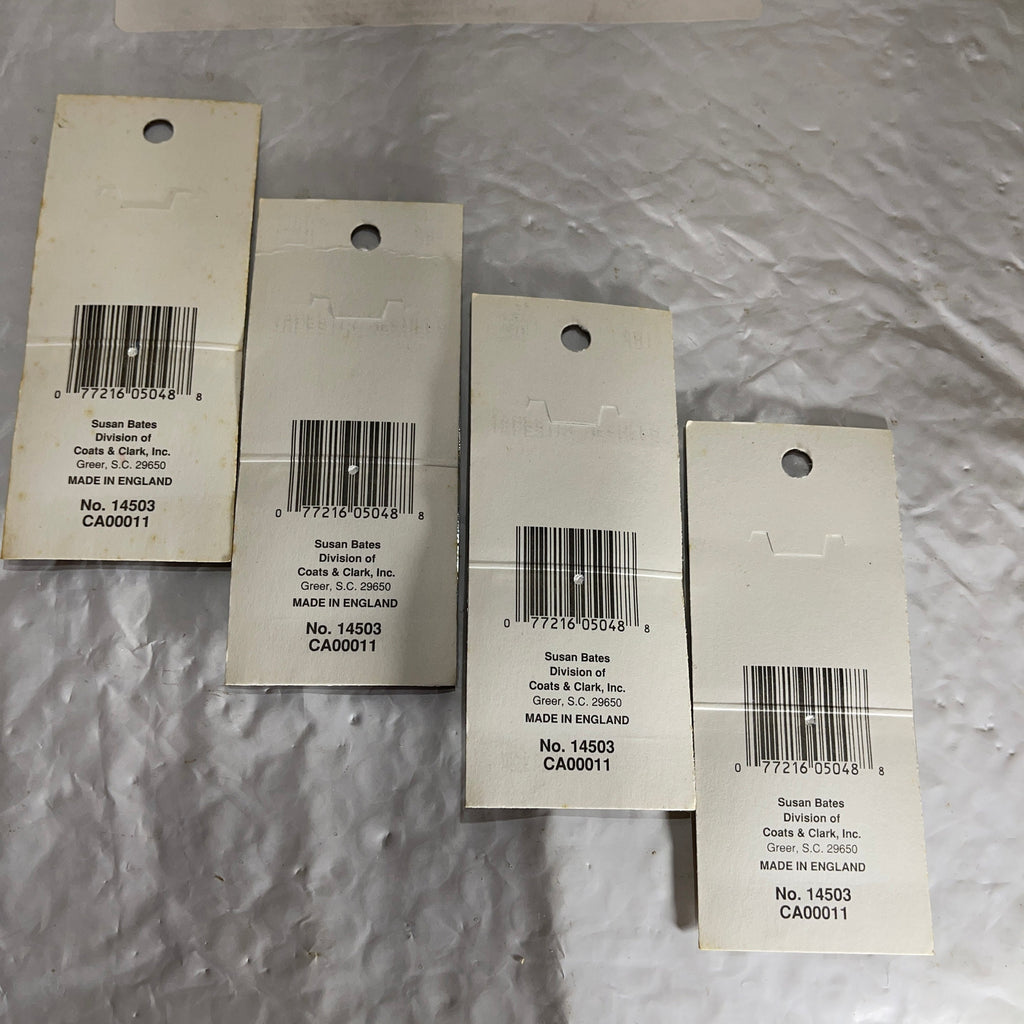 0 77216 05048 8
Susan Bates
Division of
Coats & Clark, Inc.
Greer, S.C. 29650
MADE IN ENGLAND
No. 14503
CA00011
0 77216 05048 8
Susan Bates
Division of
Coats & Clark, Inc.
Greer, S.C. 29650
MADE IN ENGLAND
No. 14503
CA00011
0 77216 05048 8
Susan Bates
Division of
Coats & Clark, Inc.
Greer, S.C. 29650
MADE IN ENGLAND
No. 14503
CA00011
0 77216 05048 8
Susan Bates
Division of
Coats & Clark, Inc.
Greer, S.C. 29650
MADE IN ENGLAND
No. 14503
CA00011